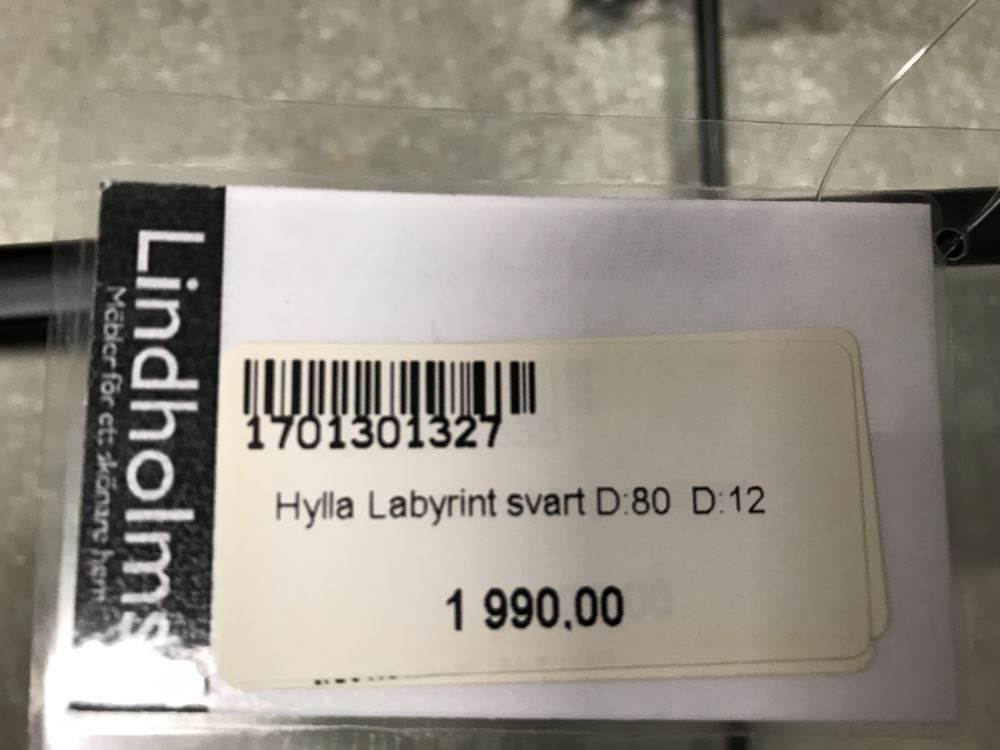 Lindholms
Möbler för ett skönare hem
1701301327
Hylla Labyrint svart D:80 D:12
1 990,00